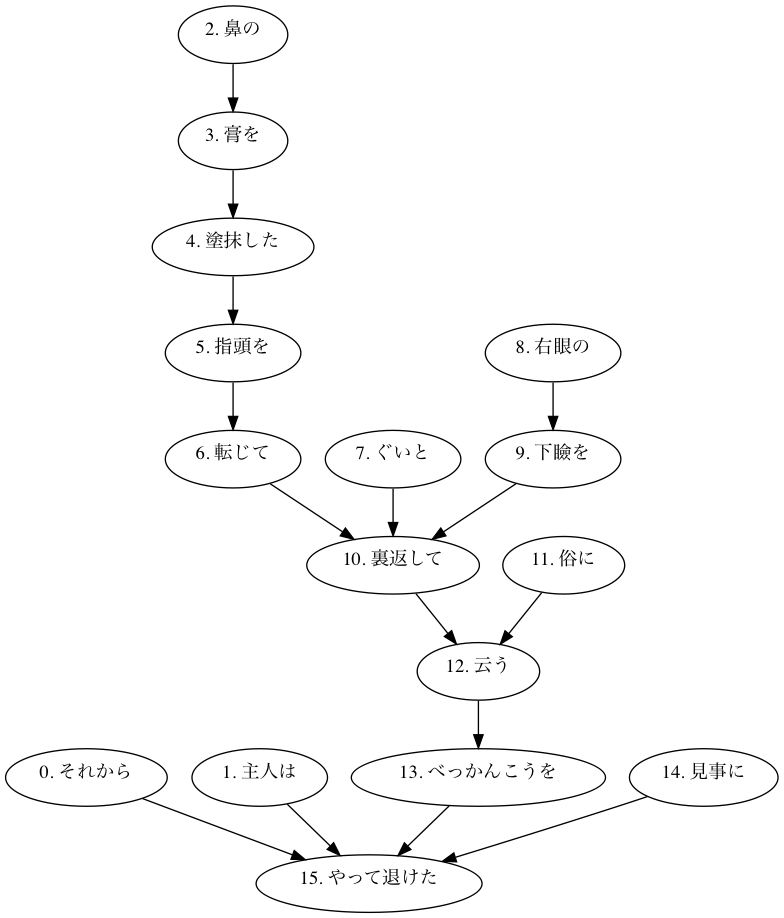 2. 鼻の
3. 膏を
4. 塗抹した
5. 指頭を
8. 右眼の
6. 転じて
7. ぐいと
9. 下瞼を
10. 裏返して
11. 俗に
12. 云う
0. それから
1. 主人は
13. べっかんこうを
14. 見事に
15. やって退けた